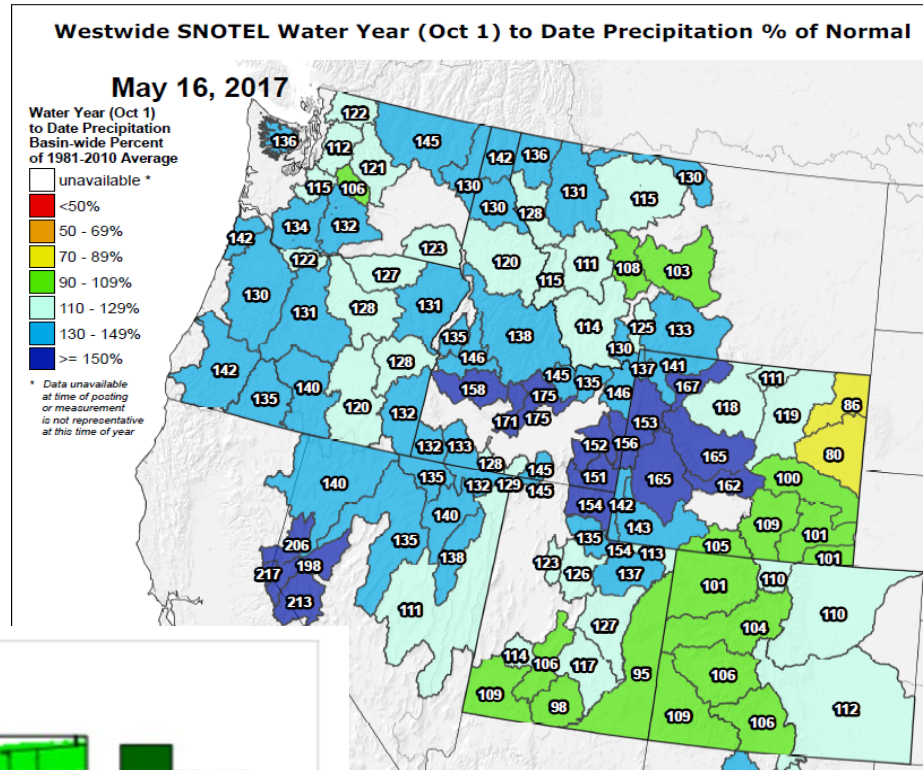 Westwide SNOTEL Water Year (Oct 1) to Date Precipitation % of Normal
May 16, 2017
Water Year (Oct 1)
to Date Precipitation
Basin-wide Percent
of 1981-2010 Average
unavailable *
<50%
50 - 69%
70 - 89%
90 - 109%
110 - 129%
130 - 149%
>= 150%
* Data unavailable
at time of posting
or measurement
is not representative
at this time of year
122
136 112 145 142 136
121 130
115 106 130 130 128 131 115
142 134 132
122 123 120 115 111 108 103
127
130 131 128 131 138 114 125 133
135 130
128 146 145 135 137 141 111
142 135 140 158 175 146 167 118 119 86
120 132 171 175 153
132 133 152 156 165 80
128 145 151 165 162 100
140 135 132 129 145 154 142
140 143 109 101
206 135 138 135 154 113 105 101
217 198 123 126 137 101 110 110
213 111 127 104
114 106 117 95 106
109 98 109 106 112